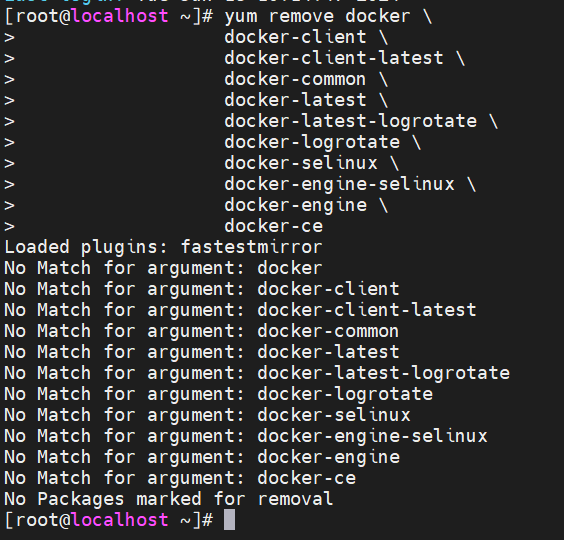 [root@localhost ~]# yum remove docker \
> docker-client \
> docker-client-latest \
> docker-common \
> docker-latest \
> docker-latest-logrotate \
> docker-logrotate \
> docker-selinux \
> docker-engine-selinux \
> docker-engine \
> docker-ce
Loaded plugins: fastestmirror
No Match for argument: docker
No Match for argument: docker-client
No Match for argument: docker-client-latest
No Match for argument: docker-common
No Match for argument: docker-latest
No Match for argument: docker-latest-logrotate
No Match for argument: docker-logrotate
No Match for argument: docker-selinux
No Match for argument: docker-engine-selinux
No Match for argument: docker-engine
No Match for argument: docker-ce
No Packages marked for removal
[root@localhost ~]#